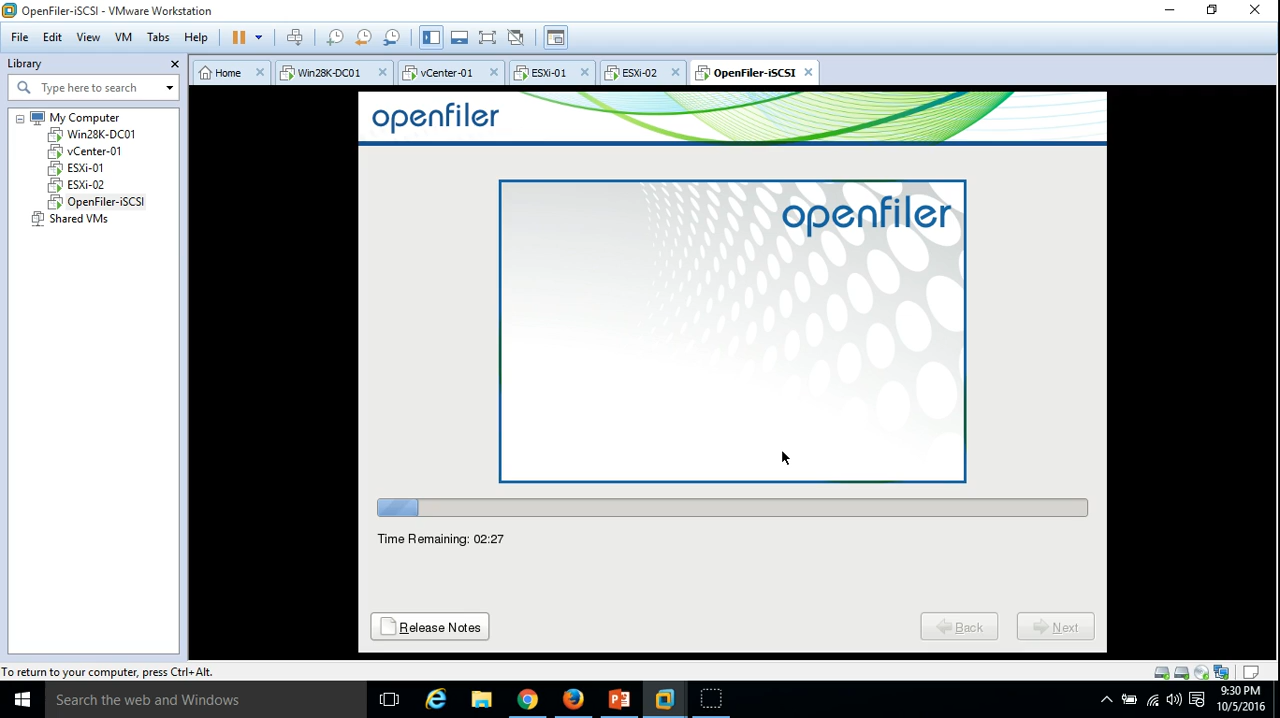 OpenFiler-iSCSI - VMware Workstation
File Edit View VM Tabs Help
Library
Type here to search
My Computer
Win28K-DC01
vCenter-01
ESXi-01
ESXi-02
OpenFiler-iSCSI
Shared VMs
Home Win28K-DC01 vCenter-01 ESXi-01 ESXi-02 OpenFiler-iSCSI
openfiler
openfiler
Time Remaining: 02:27
Release Notes Back Next
To return to your computer, press Ctrl+Alt.
Search the web and Windows
9:30 PM
10/5/2016